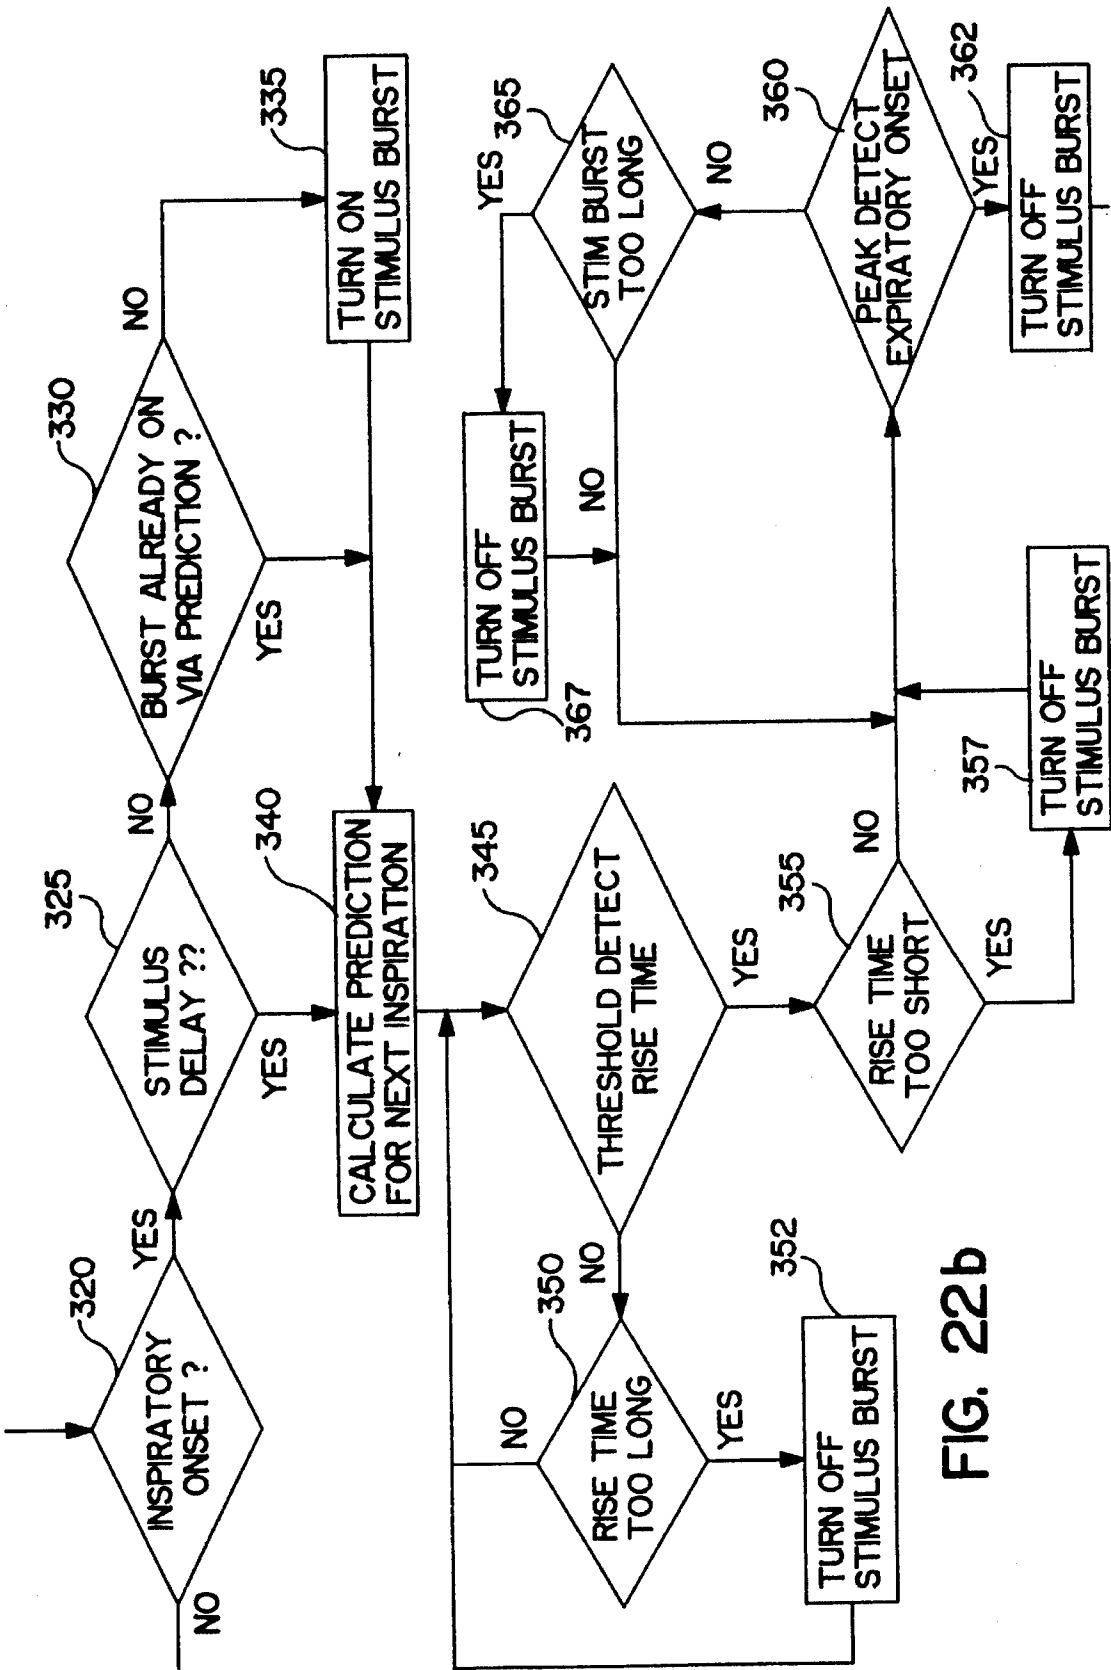 320
INSPIRATORY
ONSET ?
YES
NO
325
STIMULUS
DELAY ??
NO
YES
330
BURST ALREADY ON
VIA PREDICTION ?
NO
YES
335
TURN ON
STIMULUS BURST
340
CALCULATE PREDICTION
FOR NEXT INSPIRATION
345
THRESHOLD DETECT
RISE TIME
NO
YES
350
RISE TIME
TOO LONG
NO
YES
352
TURN OFF
STIMULUS BURST
355
RISE TIME
TOO SHORT
NO
YES
357
TURN OFF
STIMULUS BURST
360
PEAK DETECT
EXPIRATORY ONSET
NO
YES
362
TURN OFF
STIMULUS BURST
365
STIM BURST
TOO LONG
YES
NO
367
TURN OFF
STIMULUS BURST
FIG. 22b